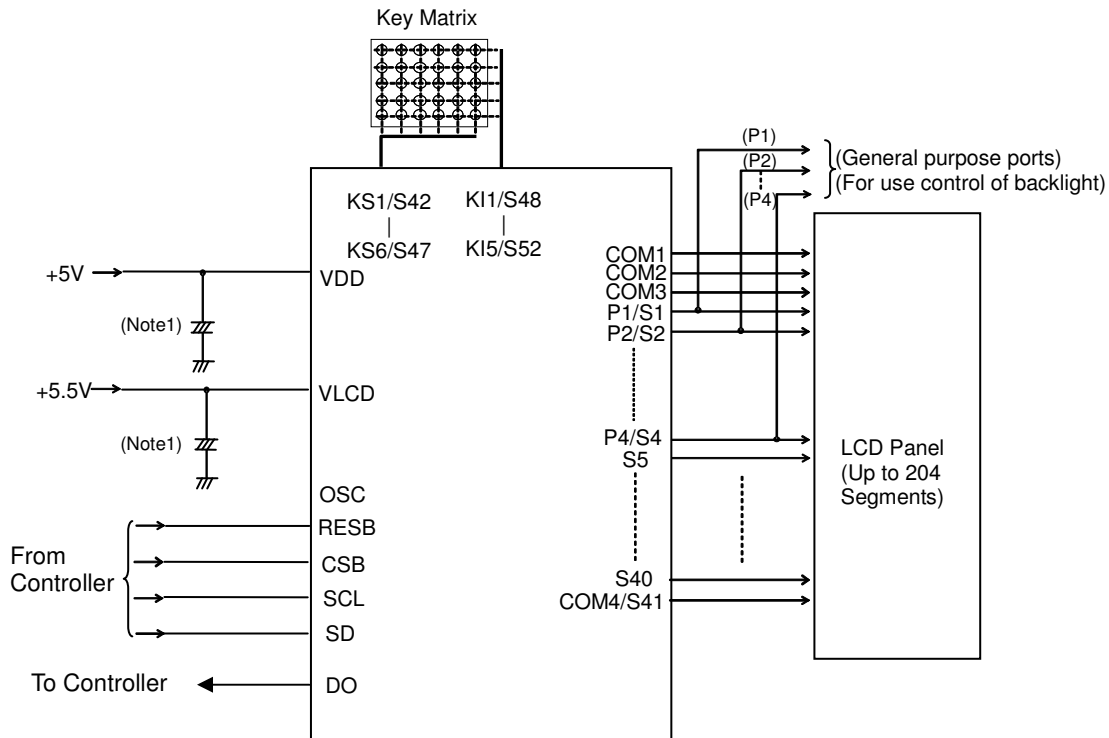 Key Matrix
(P1)
(P2)
(P4)
(General purpose ports)
(For use control of backlight)
KS1/S42
KI1/S48
KS6/S47
KI5/S52
COM1
COM2
COM3
P1/S1
P2/S2
+5V
VDD
(Note1)
+5.5V
VLCD
(Note1)
P4/S4
S5
LCD Panel
(Up to 204
Segments)
OSC
RESB
From
Controller
CSB
SCL
SD
S40
COM4/S41
To Controller
DO